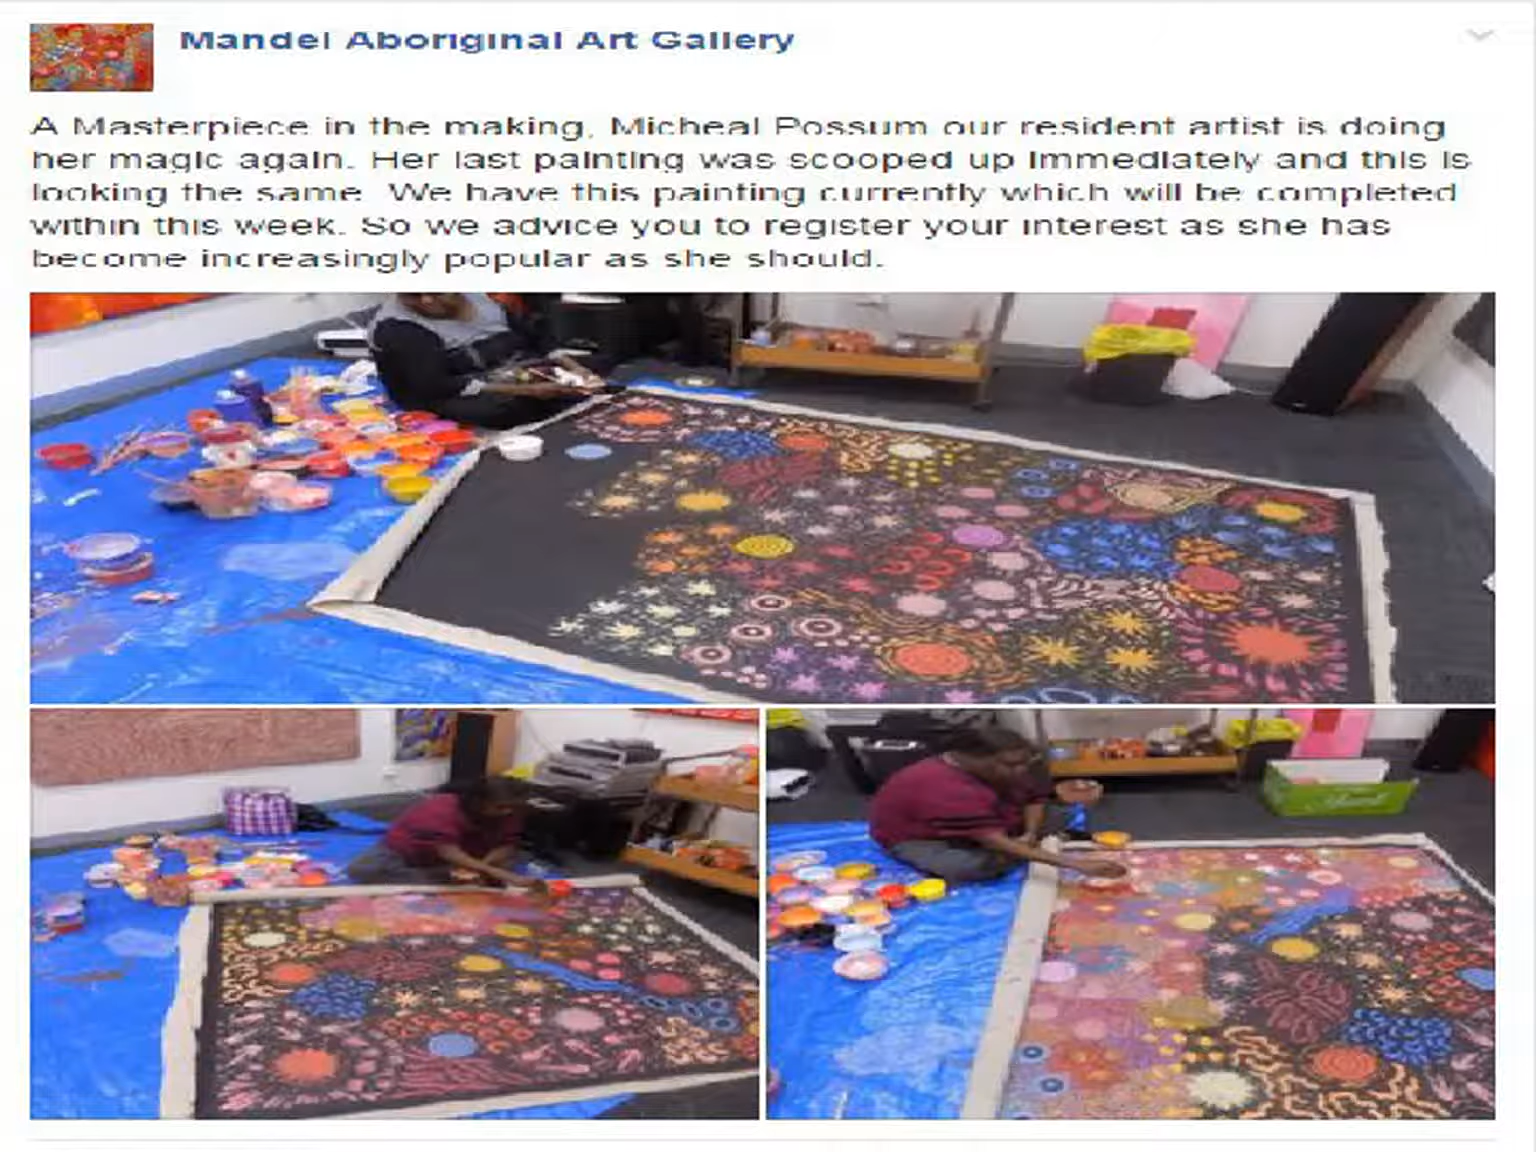 Mandel Aboriginal Art Gallery
A Masterpiece in the making, Micheal Possum our resident artist is doing
her magic again. Her last painting was scooped up immediately and this is
looking the same. We have this painting currently which will be completed
within this week. So we advice you to register your interest as she has
become increasingly popular as she should.